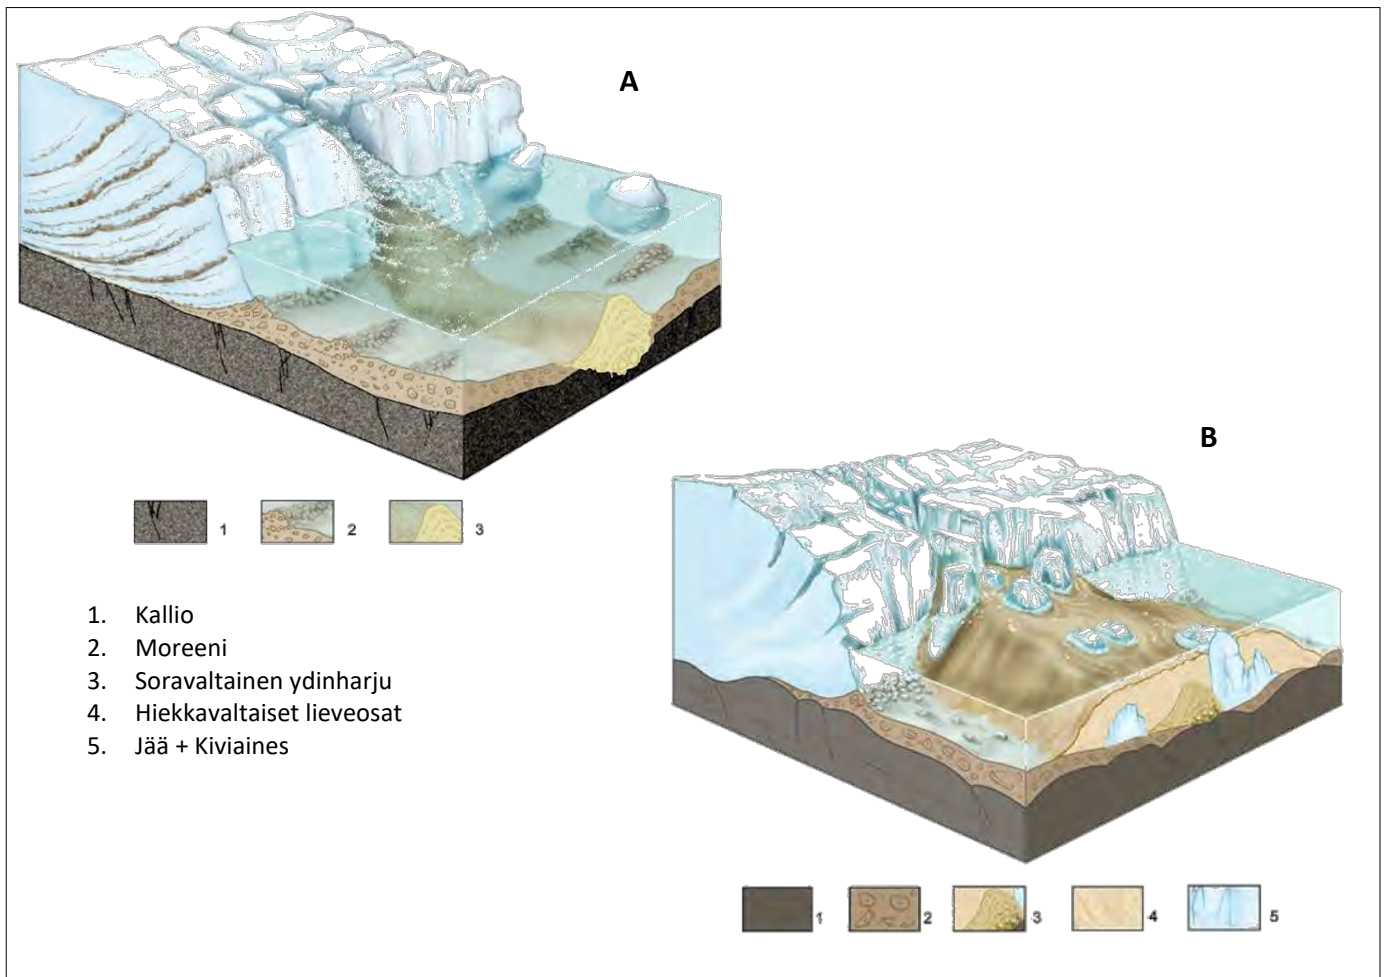 A
B
1 2 3
1. Kallio
2. Moreeni
3. Soravaltainen ydinharju
4. Hiekkavaltaiset lieveosat
5. Jää + Kiviaines
1 2 3 4 5